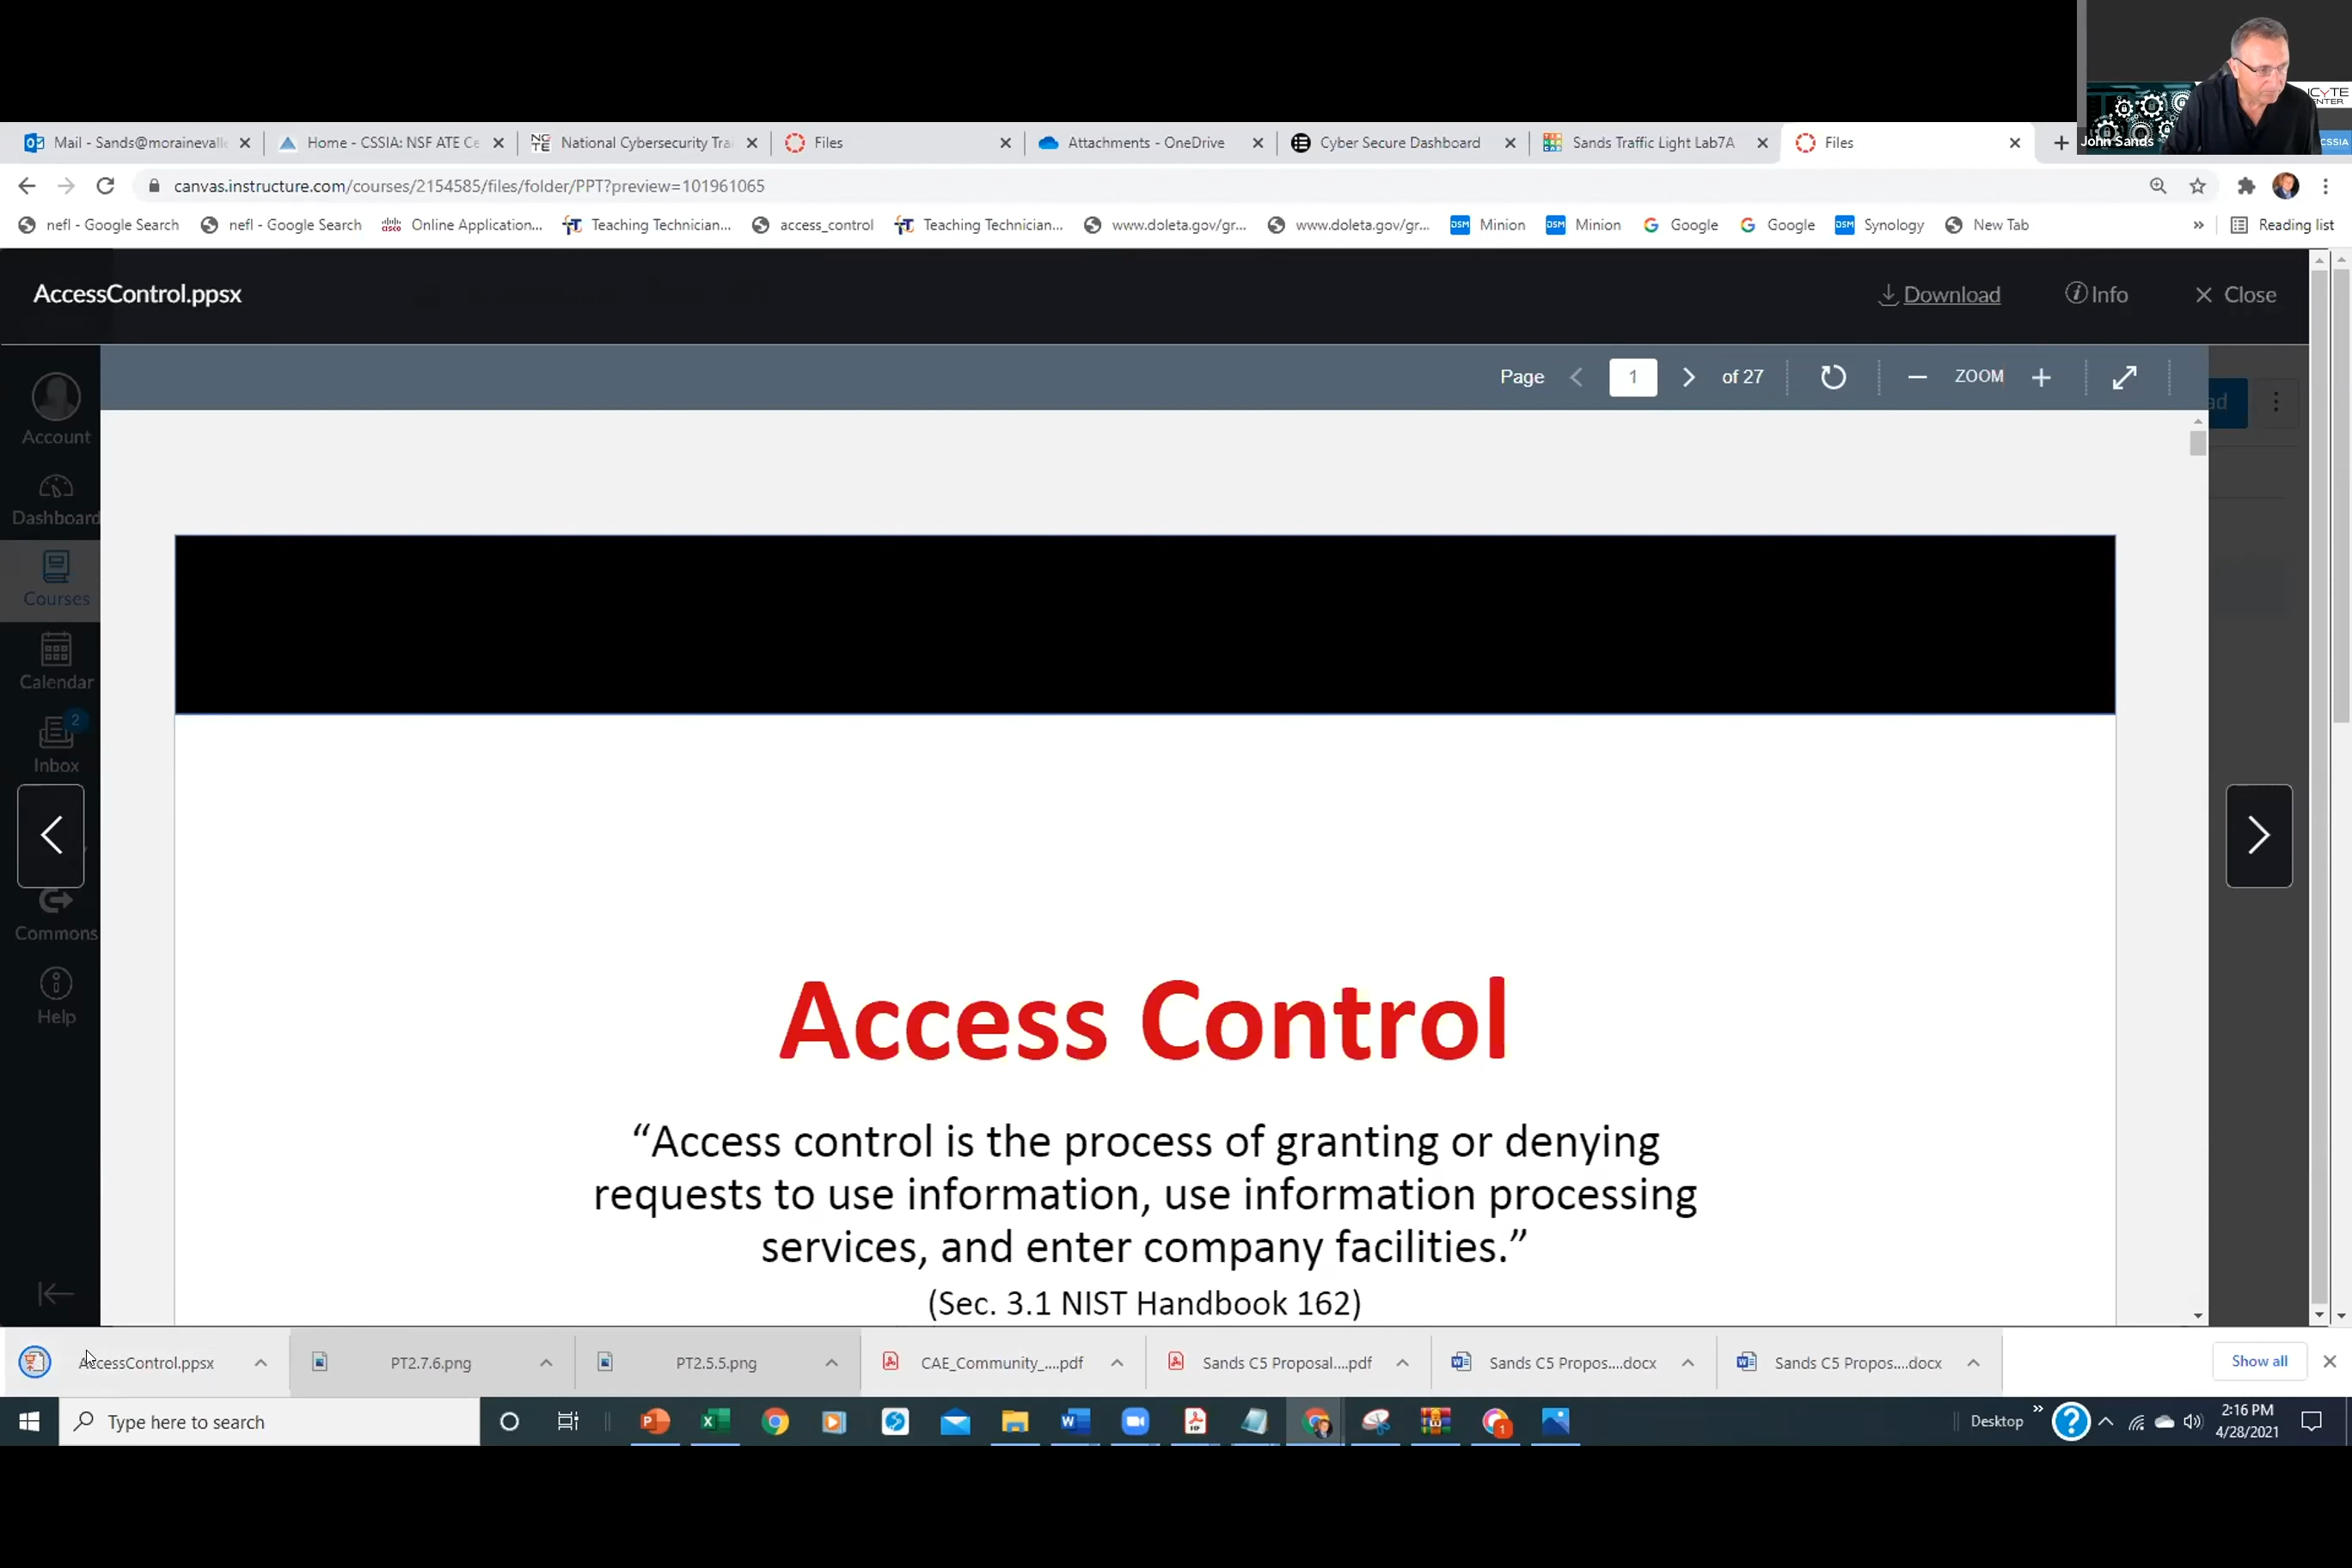 John Sands
CSSIA
Mail - Sands@morainevalle
Home - CSSIA: NSF ATE Ce
National Cybersecurity Trai
Files
Attachments - OneDrive
Cyber Secure Dashboard
Sands Traffic Light Lab7A
Files
canvas.instructure.com/courses/2154585/files/folder/PPT?preview=101961065
nefl - Google Search
nefl - Google Search
Online Application...
Teaching Technician...
access_control
Teaching Technician...
www.doleta.gov/gr...
www.doleta.gov/gr...
DSM Minion
DSM Minion
Google
Google
DSM Synology
New Tab
»
Reading list
AccessControl.ppsx
Download
Info
Close
Page
1
of 27
ZOOM
Account
Dashboard
Courses
Calendar
2
Inbox
Commons
Help
Access Control
“Access control is the process of granting or denying
requests to use information, use information processing
services, and enter company facilities.”
(Sec. 3.1 NIST Handbook 162)
AccessControl.ppsx
PT2.7.6.png
PT2.5.5.png
CAE_Community_....pdf
Sands C5 Proposal....pdf
Sands C5 Propos....docx
Sands C5 Propos....docx
Show all
Type here to search
Desktop
»
2:16 PM
4/28/2021